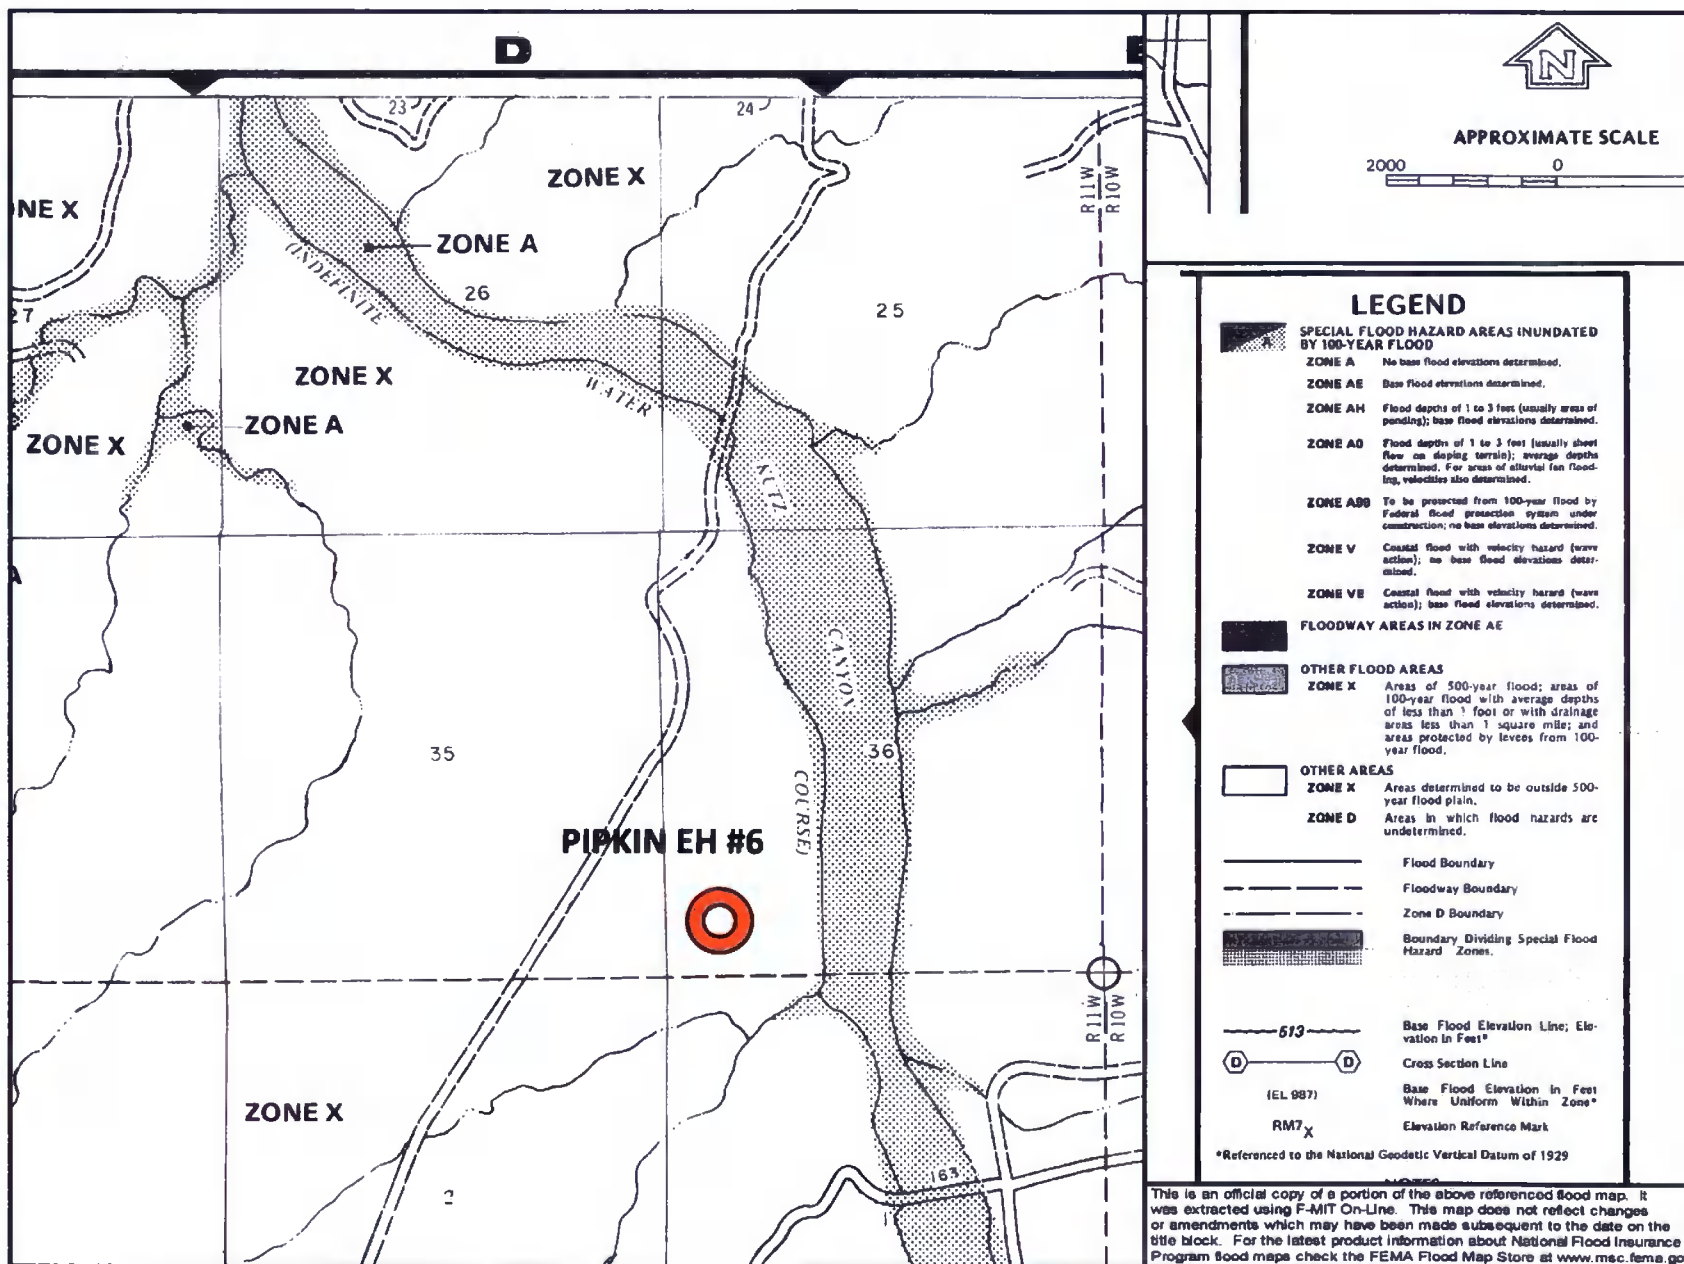 D
E
23
24
ZONE X
NE X
ZONE A
(INDEFINITE
26
25
27
R11W
R10W
ZONE X
WATER
ZONE A
ZONE X
KUTZ
A
CANYON
35
36
COURSE)
PIPKIN EH #6
R11W
R10W
ZONE X
163
N
APPROXIMATE SCALE
2000 0
LEGEND
SPECIAL FLOOD HAZARD AREAS INUNDATED
BY 100-YEAR FLOOD
ZONE A No base flood elevations determined.
ZONE AE Base flood elevations determined.
ZONE AH Flood depths of 1 to 3 feet (usually areas of
ponding); base flood elevations determined.
ZONE AO Flood depths of 1 to 3 feet (usually sheet
flow on sloping terrain); average depths
determined. For areas of alluvial fan flood-
ing, velocities also determined.
ZONE A99 To be protected from 100-year flood by
Federal flood protection system under
construction; no base elevations determined.
ZONE V Coastal flood with velocity hazard (wave
action); no base flood elevations deter-
mined.
ZONE VE Coastal flood with velocity hazard (wave
action); base flood elevations determined.
FLOODWAY AREAS IN ZONE AE
OTHER FLOOD AREAS
ZONE X Areas of 500-year flood; areas of
100-year flood with average depths
of less than 1 foot or with drainage
areas less than 1 square mile; and
areas protected by levees from 100-
year flood.
OTHER AREAS
ZONE X Areas determined to be outside 500-
year flood plain.
ZONE D Areas in which flood hazards are
undetermined.
Flood Boundary
Floodway Boundary
Zone D Boundary
Boundary Dividing Special Flood
Hazard Zones.
513 Base Flood Elevation Line; Ele-
vation in Feet*
D D Cross Section Line
(EL 987) Base Flood Elevation in Feet
Where Uniform Within Zone*
RM7X Elevation Reference Mark
*Referenced to the National Geodetic Vertical Datum of 1929
This is an official copy of a portion of the above referenced flood map. It
was extracted using F-MIT On-Line. This map does not reflect changes
or amendments which may have been made subsequent to the date on the
title block. For the latest product information about National Flood Insurance
Program flood maps check the FEMA Flood Map Store at www.msc.fema.go